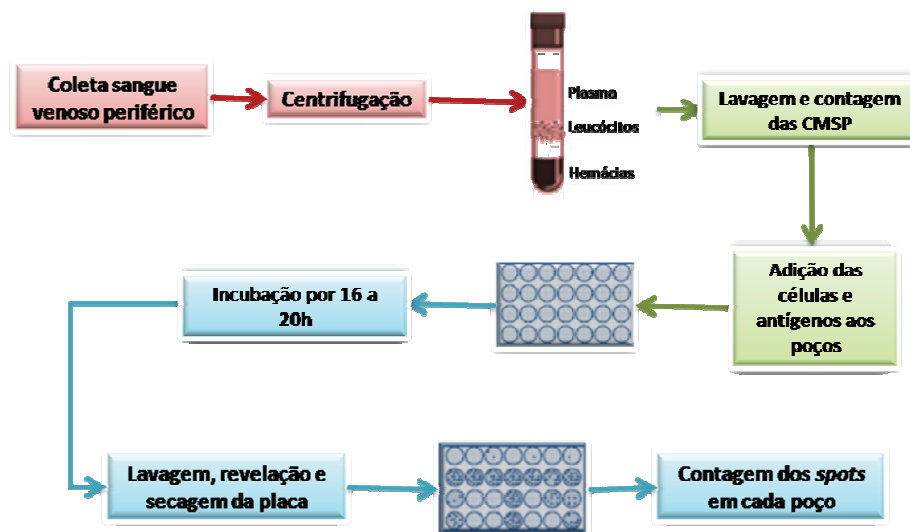 Coleta sangue
venoso periférico
Centrifugação
Plasma
Leucócitos
Hemácias
Lavagem e contagem
das CMSP
Adição das
células e
antígenos aos
poços
Incubação por 16 a
20h
Lavagem, revelação e
secagem da placa
Contagem dos spots
em cada poço